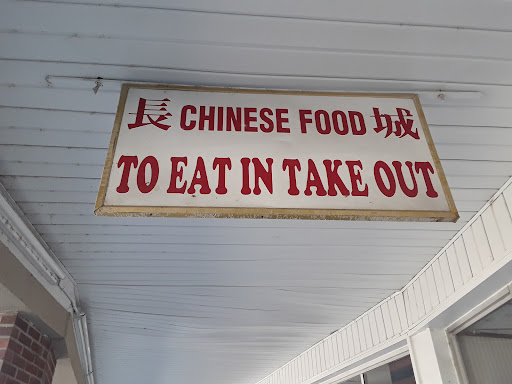 長 CHINESE FOOD 城
TO EAT IN TAKE OUT